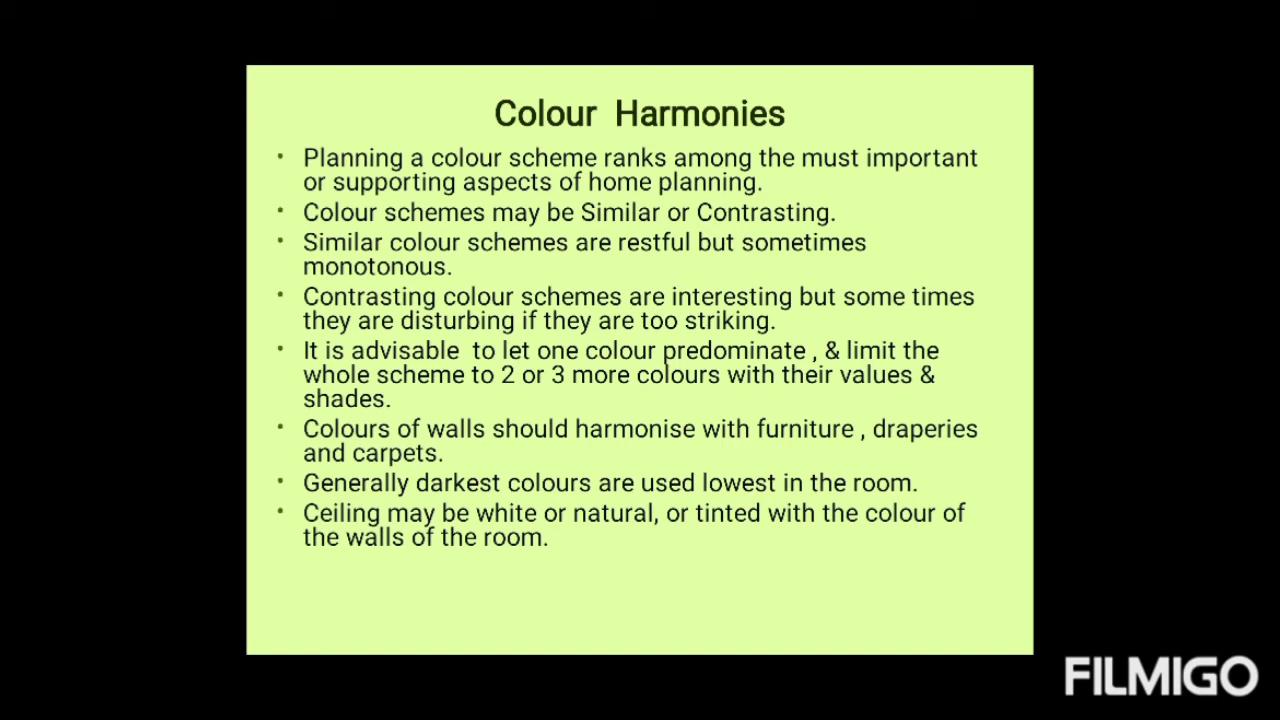 Colour Harmonies
• Planning a colour scheme ranks among the must important
or supporting aspects of home planning.
• Colour schemes may be Similar or Contrasting.
• Similar colour schemes are restful but sometimes
monotonous.
• Contrasting colour schemes are interesting but some times
they are disturbing if they are too striking.
• It is advisable to let one colour predominate , & limit the
whole scheme to 2 or 3 more colours with their values &
shades.
• Colours of walls should harmonise with furniture , draperies
and carpets.
• Generally darkest colours are used lowest in the room.
• Ceiling may be white or natural, or tinted with the colour of
the walls of the room.
FILMIGO